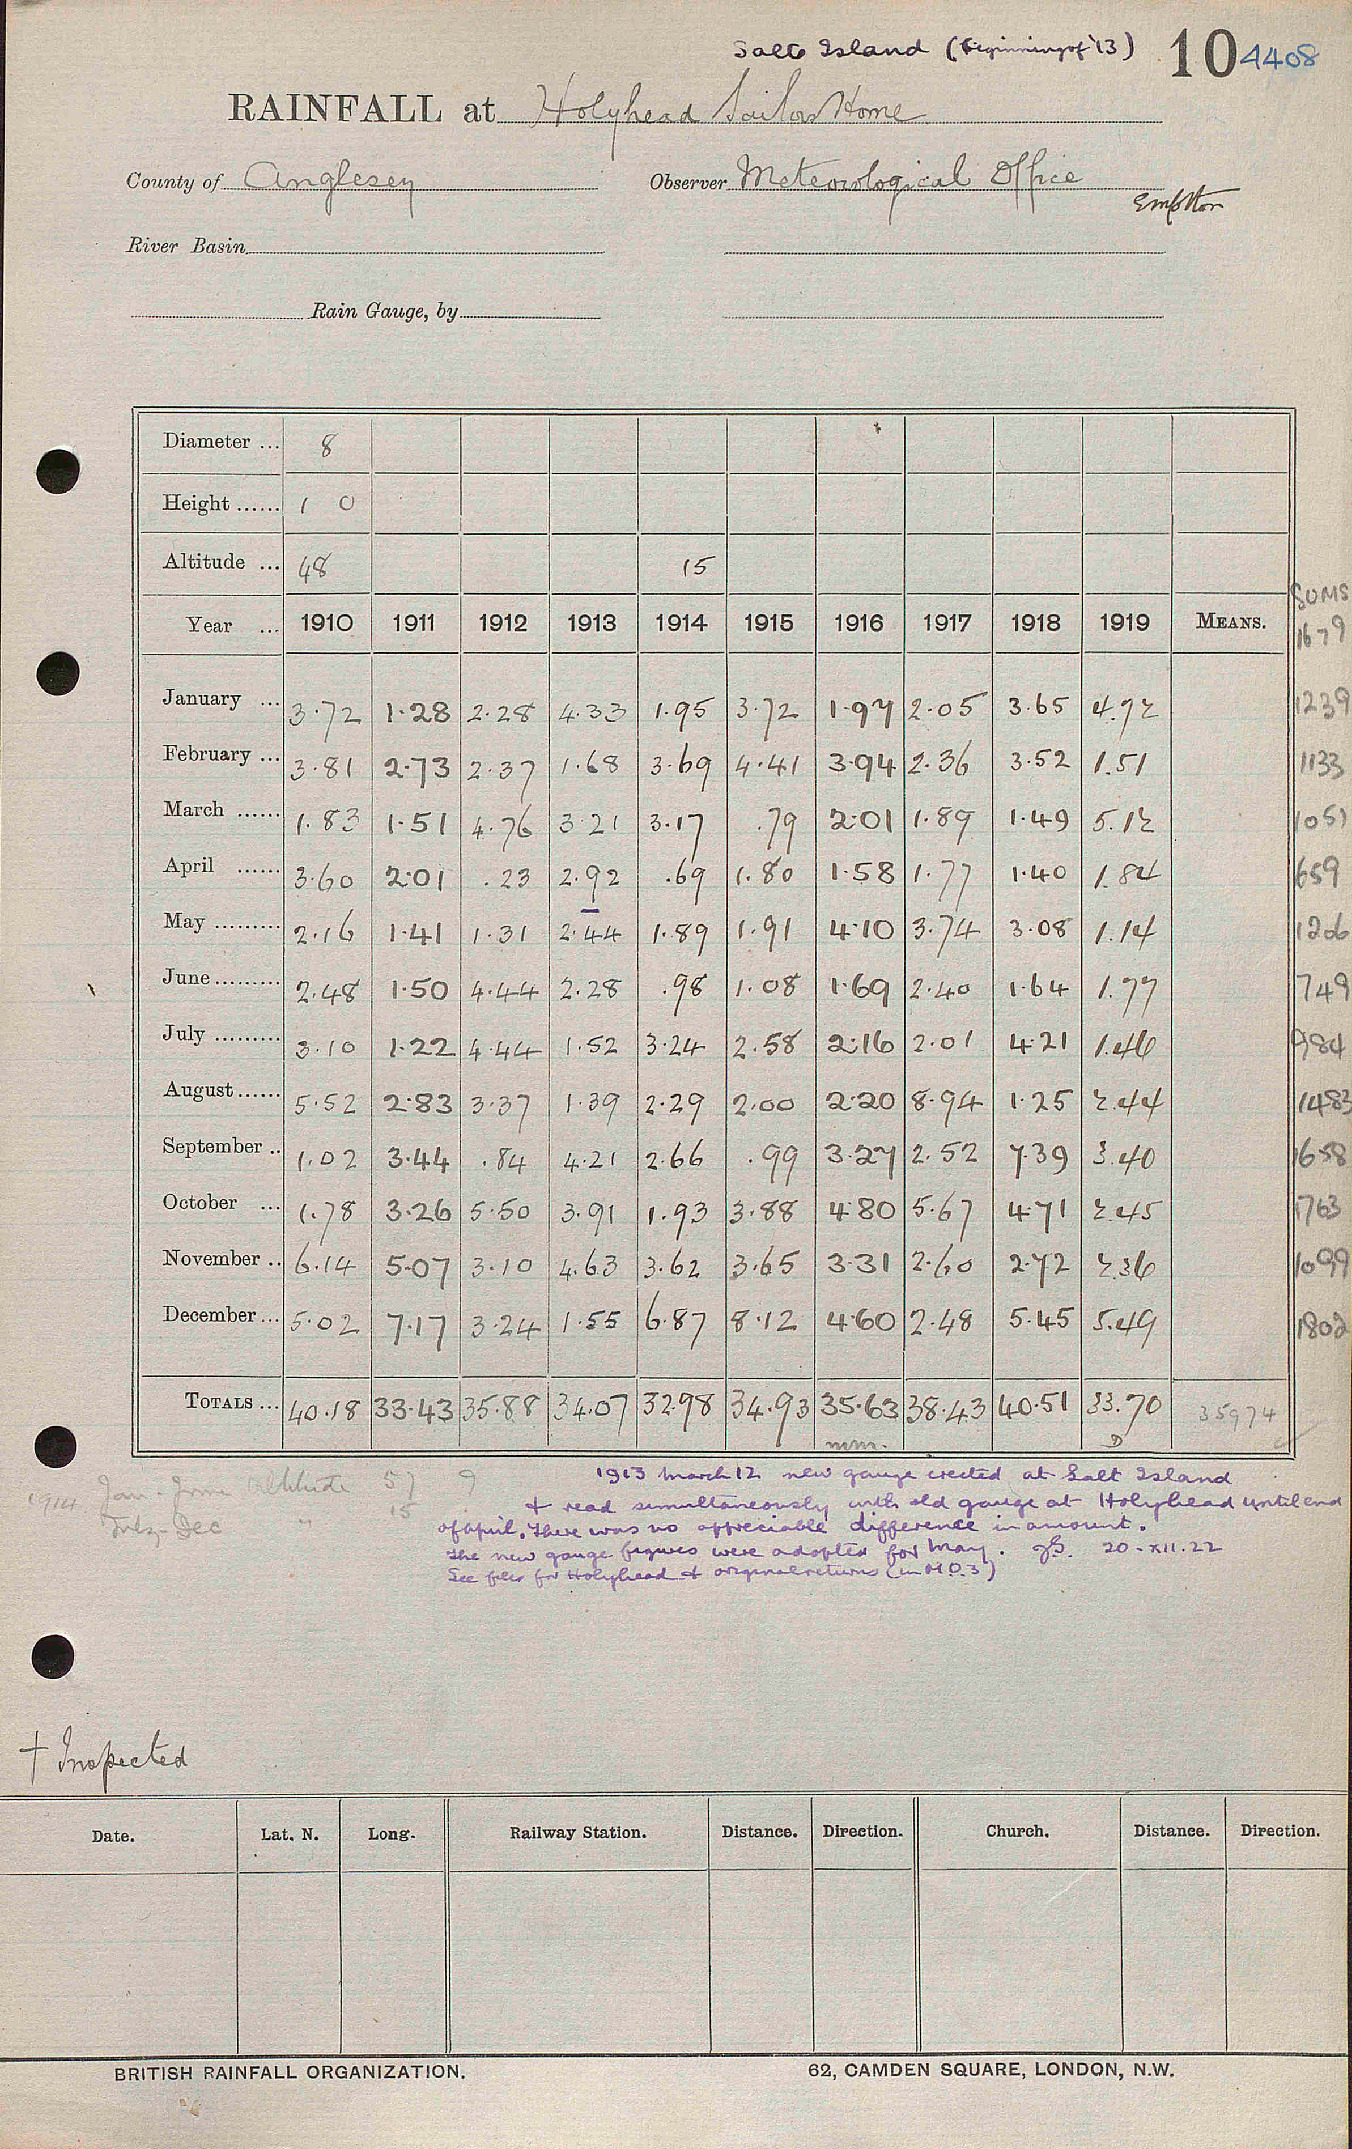 Salt Island (Beginning of '13) 10 4408
RAINFALL at Holyhead Sailors Home
County of Anglesey Observer Meteorological Office
River Basin
Rain Gauge, by
Diameter ... 8
Height ...... 1 0
Altitude ... 48 15
SUMS
Year ... 1910 1911 1912 1913 1914 1915 1916 1917 1918 1919 MEANS. 1679
January ... 3.72 1.28 2.28 4.33 1.95 3.72 1.97 2.05 3.65 4.72 1239
February ... 3.81 2.73 2.37 1.68 3.69 4.41 3.94 2.36 3.52 1.51 1133
March ...... 1.83 1.51 4.76 3.21 3.17 .79 2.01 1.89 1.49 5.12 1051
April ...... 3.60 2.01 .23 2.92 .69 1.80 1.58 1.77 1.40 1.84 659
May ......... 2.16 1.41 1.31 2.44 1.89 1.91 4.10 3.74 3.08 1.14 1206
June ......... 2.48 1.50 4.44 2.28 .98 1.08 1.69 2.40 1.64 1.77 749
July ......... 3.10 1.22 4.44 1.52 3.24 2.58 2.16 2.01 4.21 1.46 984
August ...... 5.52 2.83 3.37 1.39 2.29 2.00 2.20 8.94 1.25 2.44 1483
September .. 1.02 3.44 .84 4.21 2.66 .99 3.27 2.52 7.39 3.40 1658
October ... 1.78 3.26 5.50 3.91 1.93 3.88 4.80 5.67 4.71 2.45 1763
November .. 6.14 5.07 3.10 4.63 3.62 3.65 3.31 2.60 2.72 2.36 1099
December ... 5.02 7.17 3.24 1.55 6.87 8.12 4.60 2.48 5.45 5.49 1802
TOTALS ... 40.18 33.43 35.88 34.07 32.98 34.93 35.63 38.43 40.51 33.70 35974
mm.
1914 Jan - June Altitude 57 ?
July - Dec " 15
1913 March 12 new gauge erected at Salt Island
& read simultaneously with old gauge at Holyhead until end
of April. There was no appreciable difference in amount.
The new gauge figures were adopted for May. 20.XII.22
See files for Holyhead & original returns (in M.O.3)
† Inspected
Date. Lat. N. Long. Railway Station. Distance. Direction. Church. Distance. Direction.
BRITISH RAINFALL ORGANIZATION. 62, CAMDEN SQUARE, LONDON, N.W.